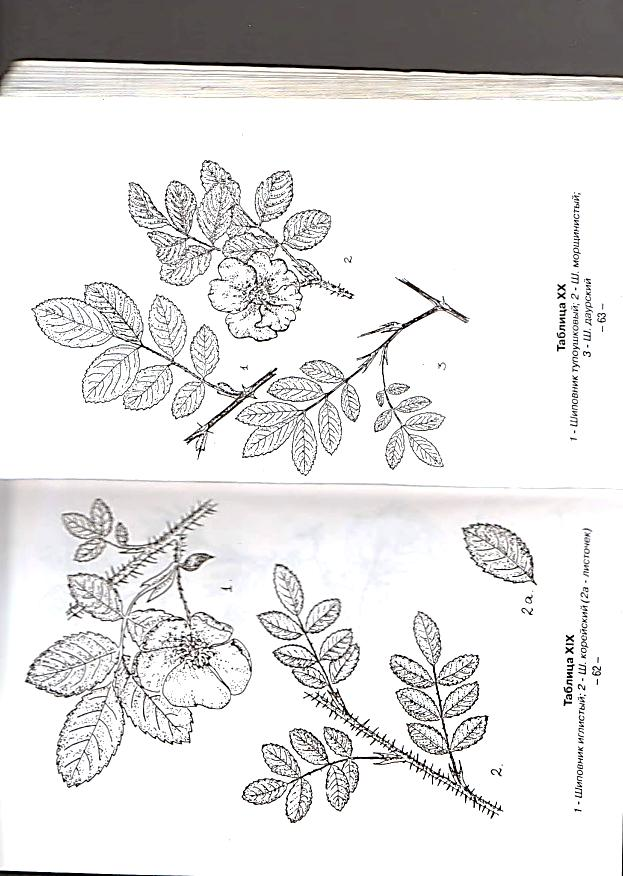 1.
2.
2а.
Таблица XIX
1 - Шиповник иглистый; 2 - Ш. корейский (2а - листочек)
– 62 –
1
2
3
Таблица XX
1 - Шиповник тупоушковый; 2 - Ш. морщинистый;
3 - Ш. даурский
– 63 –